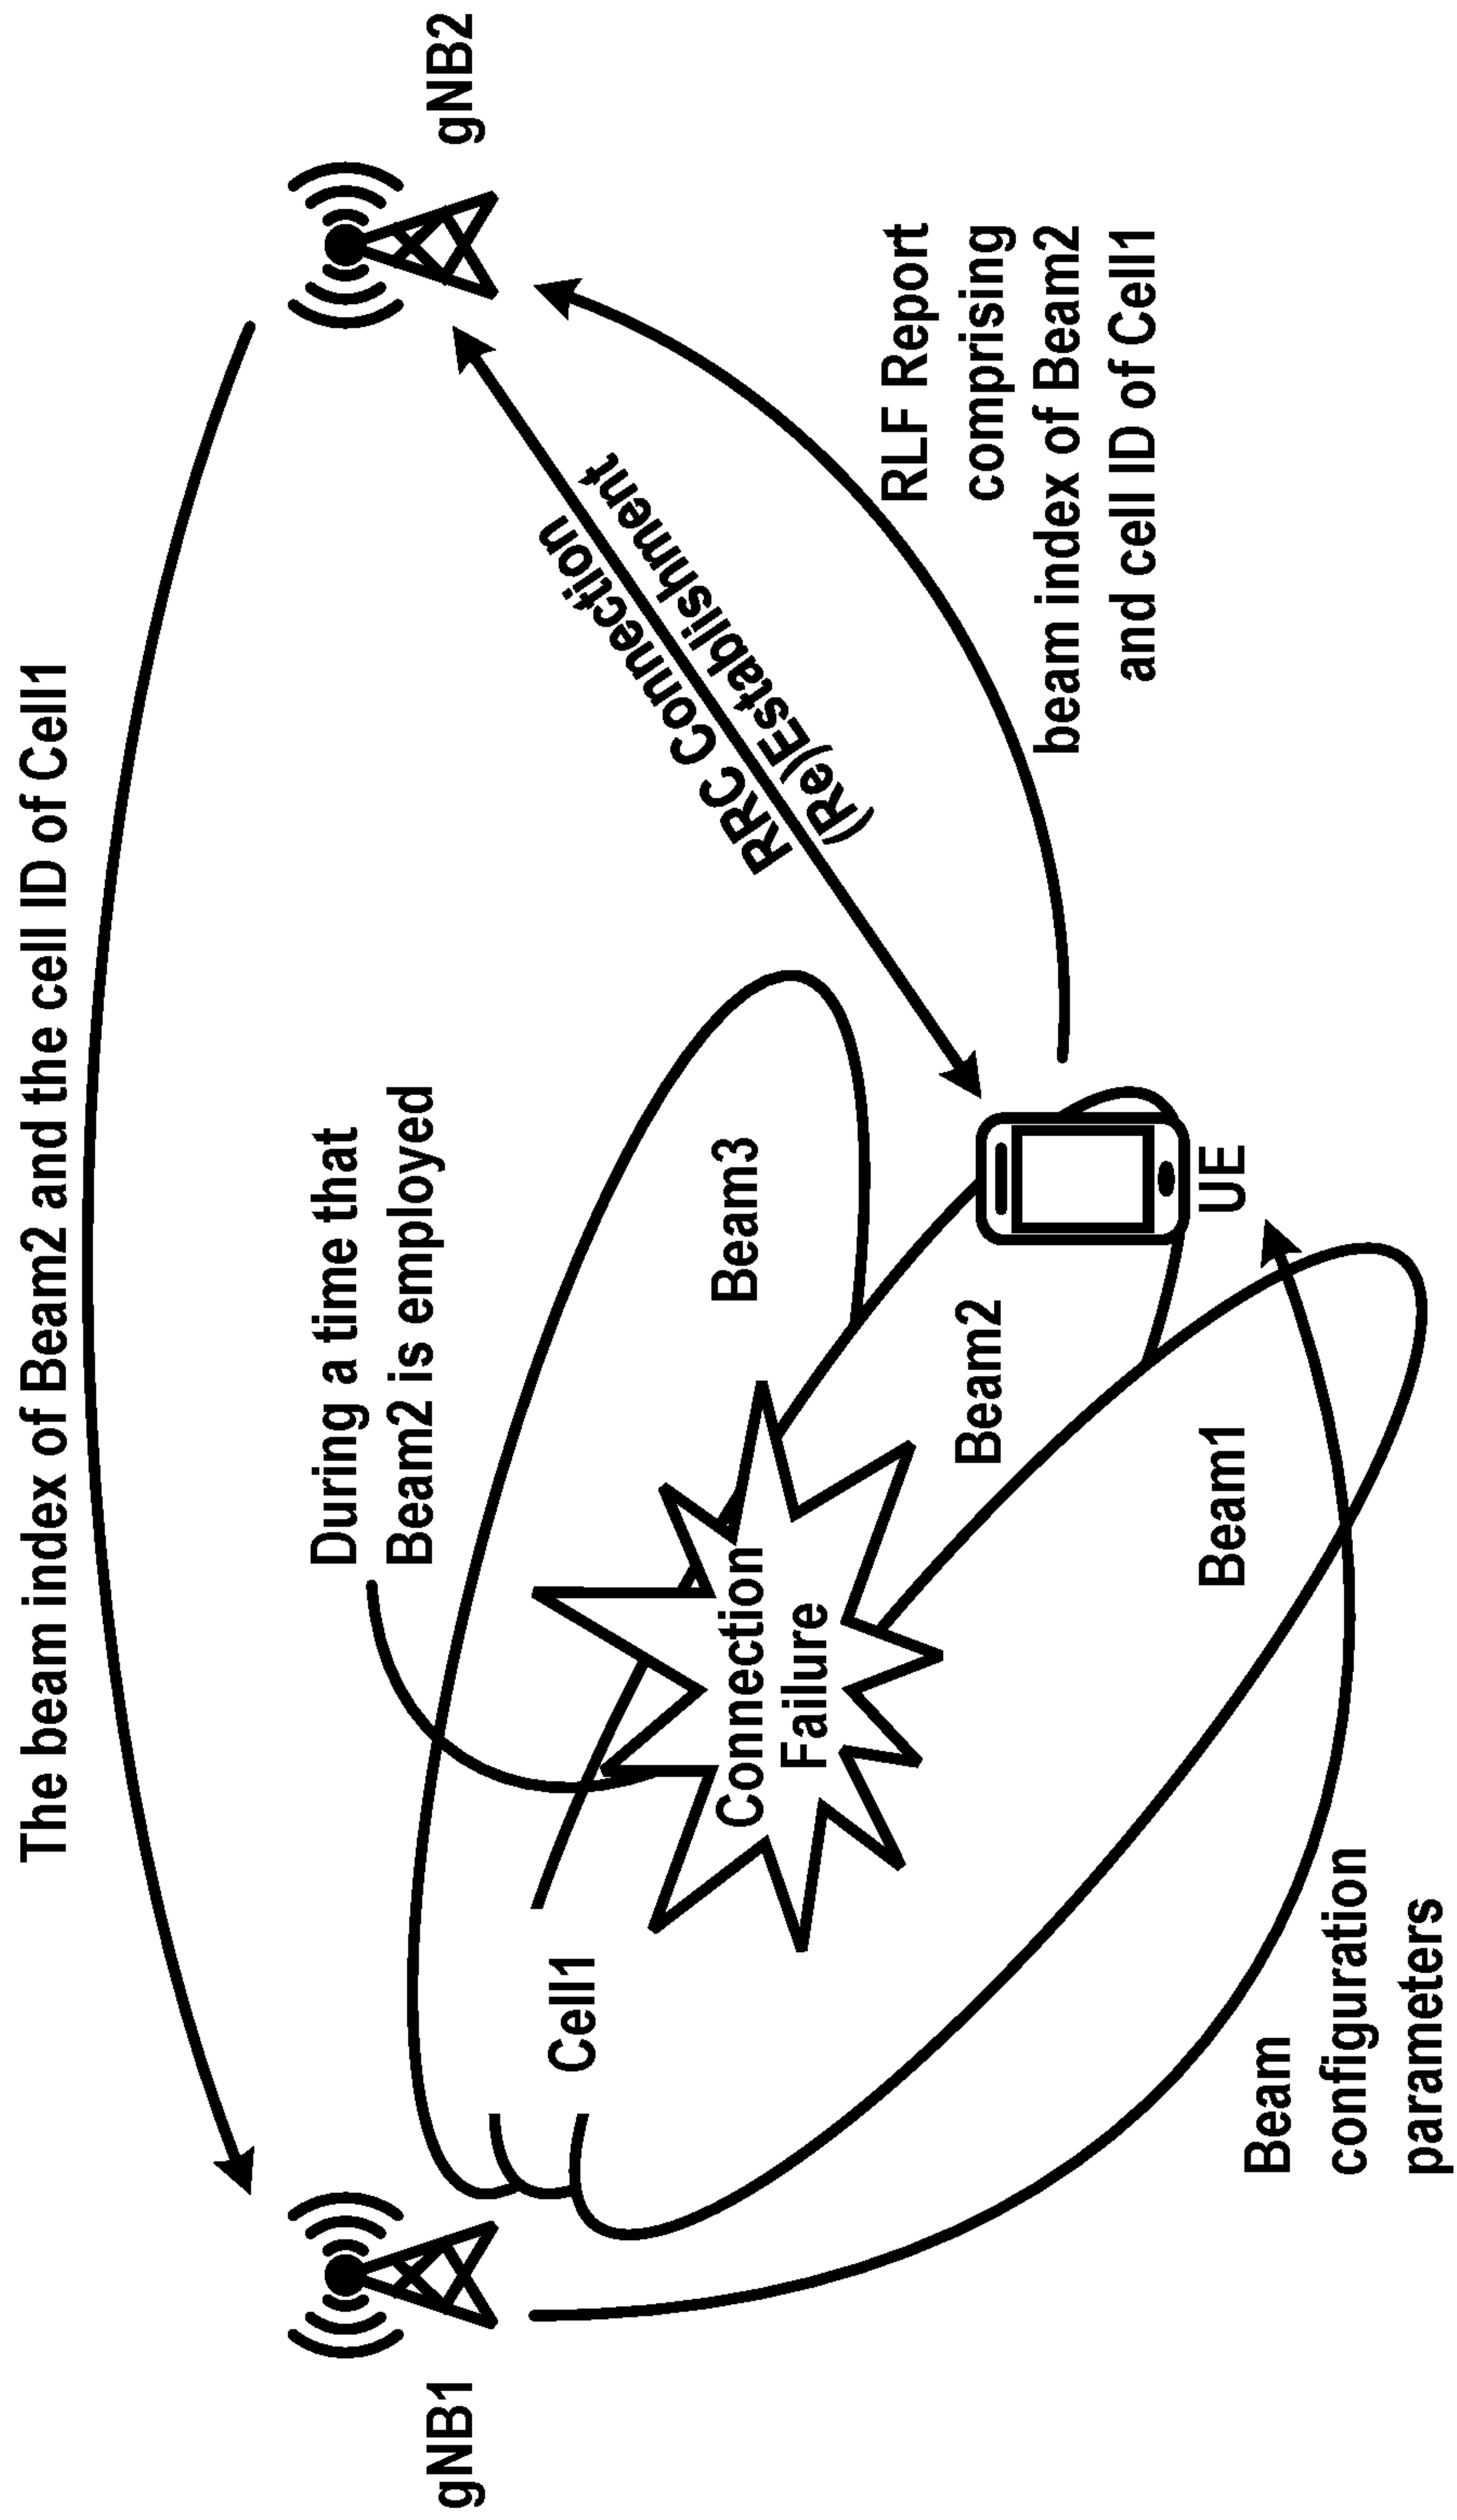 The beam index of Beam2 and the cell ID of Cell1
gNB1
gNB2
During a time that
Beam2 is employed
Cell1
Connection
Failure
Beam3
Beam2
Beam1
UE
RRC Connection
(Re) Establishment
RLF Report
comprising
beam index of Beam2
and cell ID of Cell1
Beam
configuration
parameters